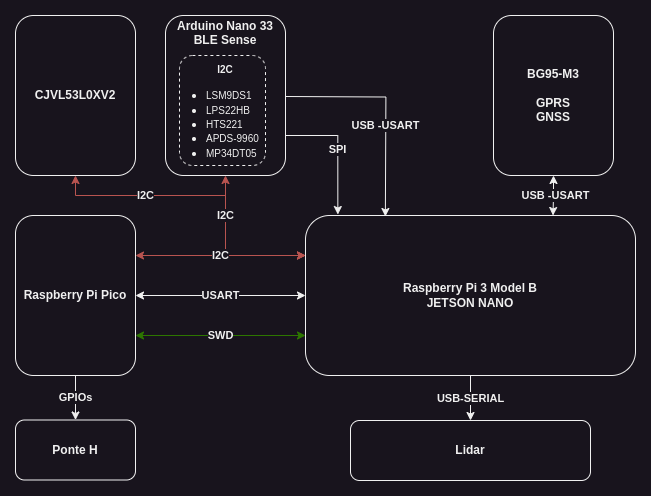 CJVL53L0XV2
Arduino Nano 33
BLE Sense
I2C
LSM9DS1
LPS22HB
HTS221
APDS-9960
MP34DT05
BG95-M3
GPRS
GNSS
USB -USART
SPI
USB -USART
I2C
I2C
I2C
Raspberry Pi Pico
USART
Raspberry Pi 3 Model B
JETSON NANO
SWD
GPIOs
USB-SERIAL
Ponte H
Lidar